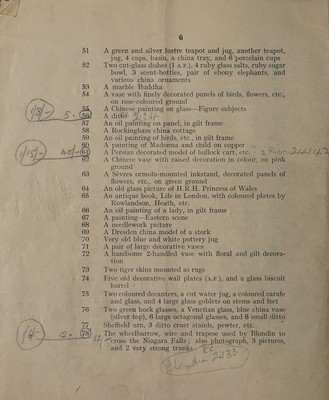 6
51 A green and silver lustre teapot and jug, another teapot,
jug, 4 cups, basin, a china tray, and 6 porcelain cups
52 Two cut-glass dishes (1 A.F.), 4 ruby glass salts, ruby sugar
bowl, 3 scent-bottles, pair of ebony elephants, and
various china ornaments
53 A marble Buddha
54 A vase with finely decorated panels of birds, flowers, etc.,
on rose-coloured ground
55 A Chinese painting on glass—Figure subjects
56 A ditto
57 An oil painting on panel, in gilt frame
58 A Rockingham china cottage
59 An oil painting of birds, etc., in gilt frame
60 A painting of Madonna and child on copper
61 A Persian decorated model of bullock cart, etc.
62 A Chinese vase with raised decoration in colour, on pink
ground
63 A Sèvres ormolu-mounted inkstand, decorated panels of
flowers, etc., on green ground
64 An old glass picture of H.R.H. Princess of Wales
65 An antique book, Life in London, with coloured plates by
Rowlandson, Heath, etc.
66 An oil painting of a lady, in gilt frame
67 A painting—Eastern scene
68 A needlework picture
69 A Dresden china model of a stork
70 Very old blue and white pottery jug
71 A pair of large decorative vases
72 A handsome 2-handled vase with floral and gilt decora-
tion
73 Two tiger skins mounted as rugs
74 Five old decorative wall plates (A.F.), and a glass biscuit
barrel
75 Two coloured decanters, a cut water jug, a coloured carafe
and glass, and 4 large glass goblets on stems and feet
76 Two green hock glasses, a Venetian glass, blue china vase
(silver top), 6 large octagonal glasses, and 6 small ditto
77 Sheffield urn, 3 ditto cruet stands, pewter, etc.
78 The wheelbarrow, wire and trapese used by Blondin to
cross the Niagara Falls; also photograph, 3 pictures,
and 2 very strong trunks